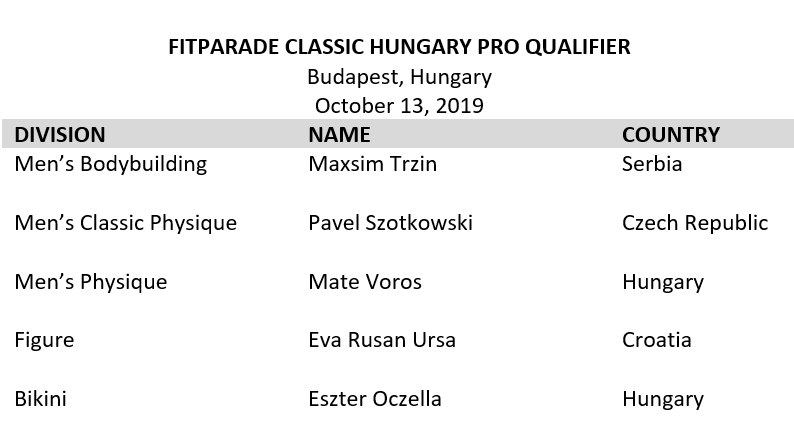 FITPARADE CLASSIC HUNGARY PRO QUALIFIER
Budapest, Hungary
October 13, 2019
DIVISION NAME COUNTRY
Men’s Bodybuilding Maxsim Trzin Serbia
Men’s Classic Physique Pavel Szotkowski Czech Republic
Men’s Physique Mate Voros Hungary
Figure Eva Rusan Ursa Croatia
Bikini Eszter Oczella Hungary